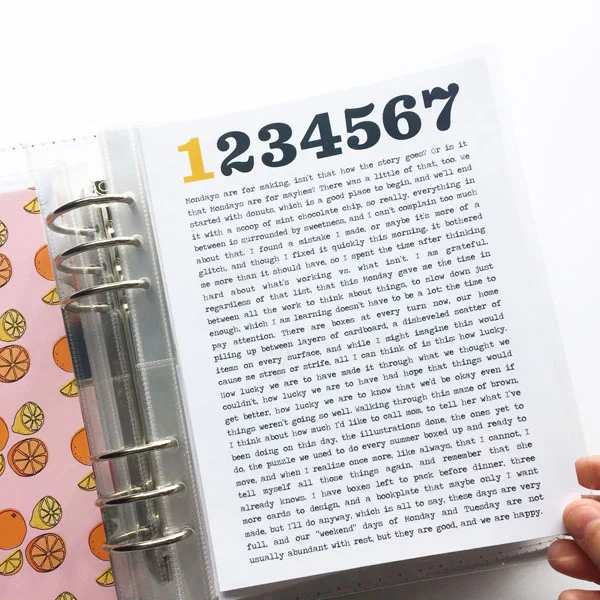 1234567
Mondays are for making, isn't that how the story goes? Or is it
that Mondays are for mayhem? There was a little of that, too. We
started with donuts, which is a good place to begin, and we'll end
it with a scoop of mint chocolate chip, so really, everything in
between is surrounded by sweetness, and I can't complain too much
about that. I found a mistake I made, or maybe it's more of a
glitch, and though I fixed it quickly this morning, it bothered
me more than it should have, so I spent the time after thinking
hard about what's working vs. what isn't. I am grateful,
regardless of that list, that this Monday gave me the time in
between all the work to think about things, to slow down just
enough, which I am learning doesn't have to be a lot; the time to
pay attention. There are boxes at every turn now, our home
piling up between layers of cardboard, a disheveled scatter of
items on every surface, and while I might imagine this would
cause me stress or strife, all I can think of is this how lucky.
How lucky we are to have made it through what we thought we
couldn't, how lucky we are to have had hope that things would
get better, how lucky we are to know that we'd be okay even if
things weren't going so well. Walking through this maze of brown,
I think about how much I'd like to call mom, to tell her what I've
been doing on this day, the illustrations done, the ones yet to
do, the puzzle we used to do every summer boxed up and ready to
move, and when I realize once more, like always, that I cannot, I
tell myself all those things again, and remember that she
already knows. I have boxes left to pack before dinner, three
more cards to design, and a bookplate that maybe only I want
made, but I'll do anyway, which is all to say, these days are very
full, and our "weekend" days of Monday and Tuesday are not
usually abundant with rest, but they are good, and we are happy.